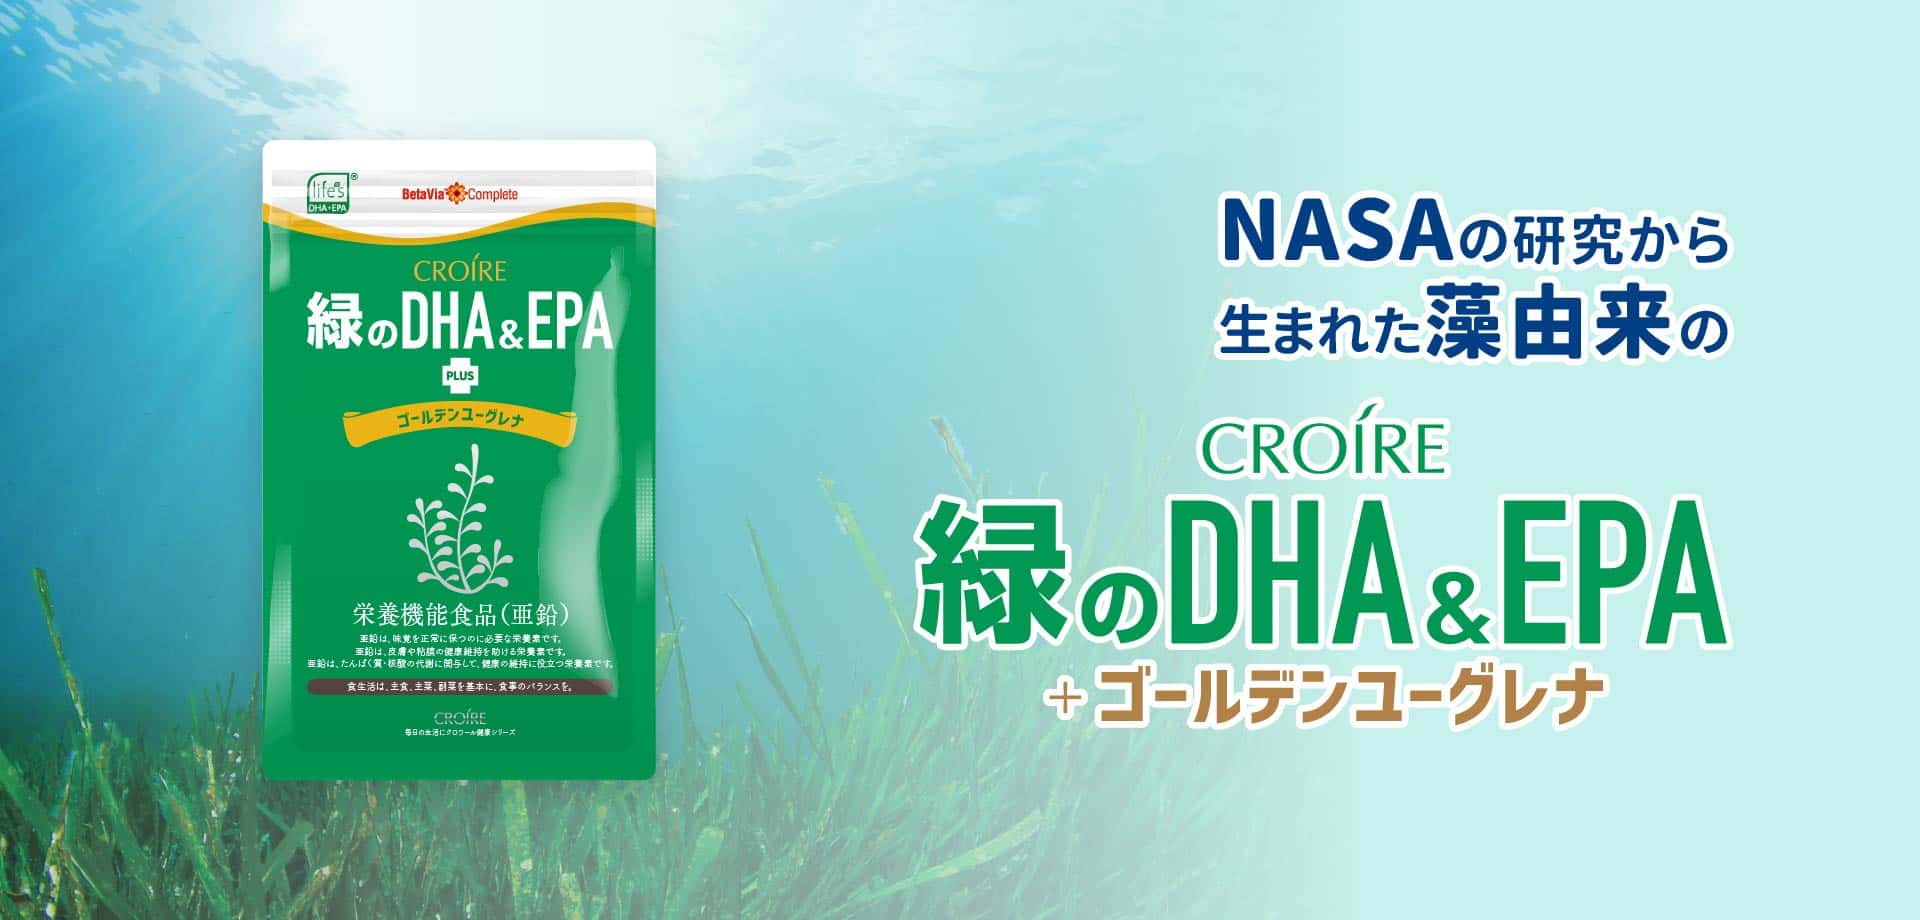 life's®
DHA+EPA
BetaVia Complete
CROIRE
緑のDHA&EPA
PLUS
ゴールデンユーグレナ
栄養機能食品(亜鉛)
亜鉛は、味覚を正常に保つのに必要な栄養素です。
亜鉛は、皮膚や粘膜の健康維持を助ける栄養素です。
亜鉛は、たんぱく質・核酸の代謝に関与して、健康の維持に役立つ栄養素です。
食生活は、主食、主菜、副菜を基本に、食事のバランスを。
CROIRE
毎日の生活にクロワール健康シリーズ
NASAの研究から
生まれた藻由来の
CROÍRE
緑のDHA&EPA
+ゴールデンユーグレナ